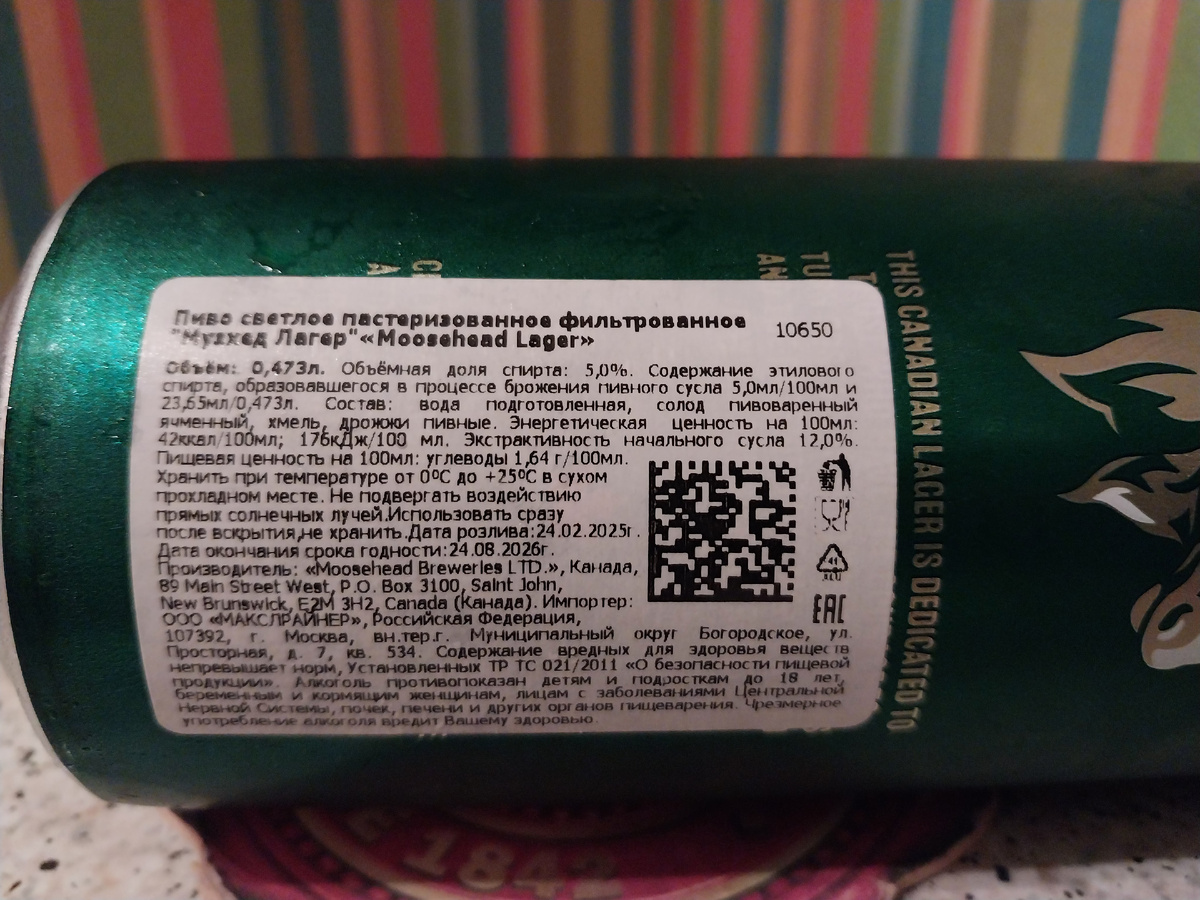 Пиво светлое пастеризованное фильтрованное
"Музхед Лагер"«Moosehead Lager»
10650
Объём: 0,473л. Объёмная доля спирта: 5,0%. Содержание этилового
спирта, образовавшегося в процессе брожения пивного сусла 5,0мл/100мл и
23,65мл/0,473л. Состав: вода подготовленная, солод пивоваренный
ячменный, хмель, дрожжи пивные. Энергетическая ценность на 100мл:
42ккал/100мл; 176кДж/100 мл. Экстрактивность начального сусла 12,0%.
Пищевая ценность на 100мл: углеводы 1,64 г/100мл.
Хранить при температуре от 0ºС до +25ºС в сухом
прохладном месте. Не подвергать воздействию
прямых солнечных лучей.Использовать сразу
после вскрытия,не хранить.Дата розлива:24.02.2025г.
Дата окончания срока годности:24.08.2026г.
Производитель: «Moosehead Breweries LTD.», Канада,
89 Main Street West, P.O. Box 3100, Saint John,
New Brunswick, E2M 3H2, Canada (Канада). Импортер:
ООО «МАКСЛРАЙНЕР», Российская Федерация,
107392, г. Москва, вн.тер.г. Муниципальный округ Богородское, ул.
Просторная, д. 7, кв. 534. Содержание вредных для здоровья веществ
непревышает норм, Установленных ТР ТС 021/2011 «О безопасности пищевой
продукции». Алкоголь противопоказан детям и подросткам до 18 лет,
беременным и кормящим женщинам, лицам с заболеваниями Центральной
Нервной Системы, почек, печени и других органов пищеварения. Чрезмерное
употребление алкоголя вредит Вашему здоровью.
41
ALU
EAC
THIS CANADIAN LAGER IS DEDICATED TO
T
TU
AN
A
E 1842